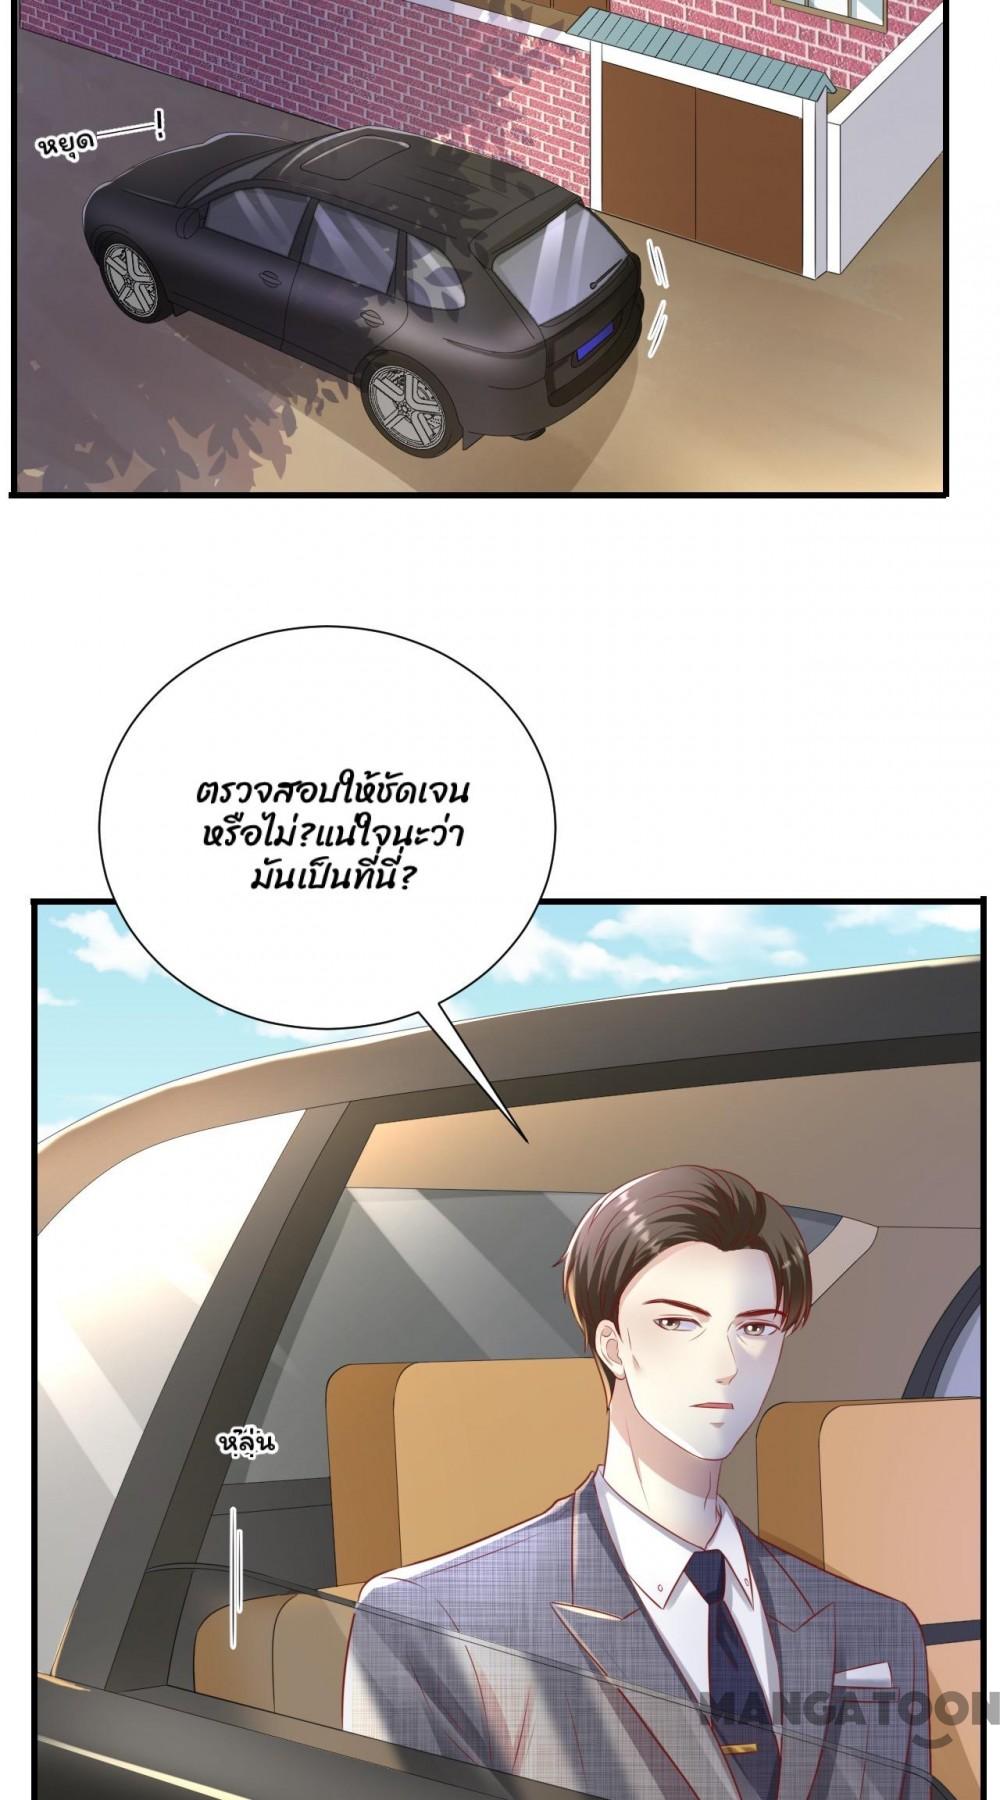 หยุด !
ตรวจสอบให้ชัดเจน
หรือไม่?แน่ใจนะว่า
มันเป็นที่นี่?
หล่น
MANGATOON